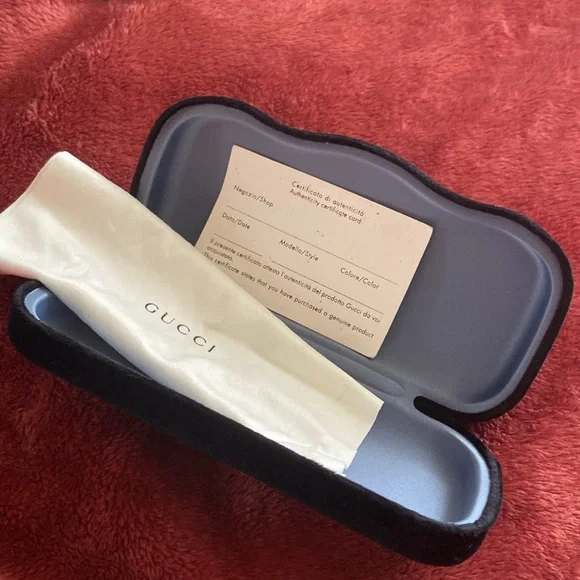 Certificato di autenticità
Authenticity certificate card
Negozio/Shop
Data/Date
Modello/Style
Colore/Color
Il presente certificato attesta l'autenticità del prodotto Gucci da voi
acquistato.
This certificate states that you have purchased a genuine product
GUCCI